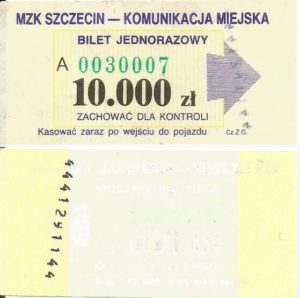 MZK SZCZECIN — KOMUNIKACJA MIEJSKA
BILET JEDNORAZOWY
A 0030007
10.000 zł
ZACHOWAĆ DLA KONTROLI
Kasować zaraz po wejściu do pojazdu
Cz.Z.G.
4441291144